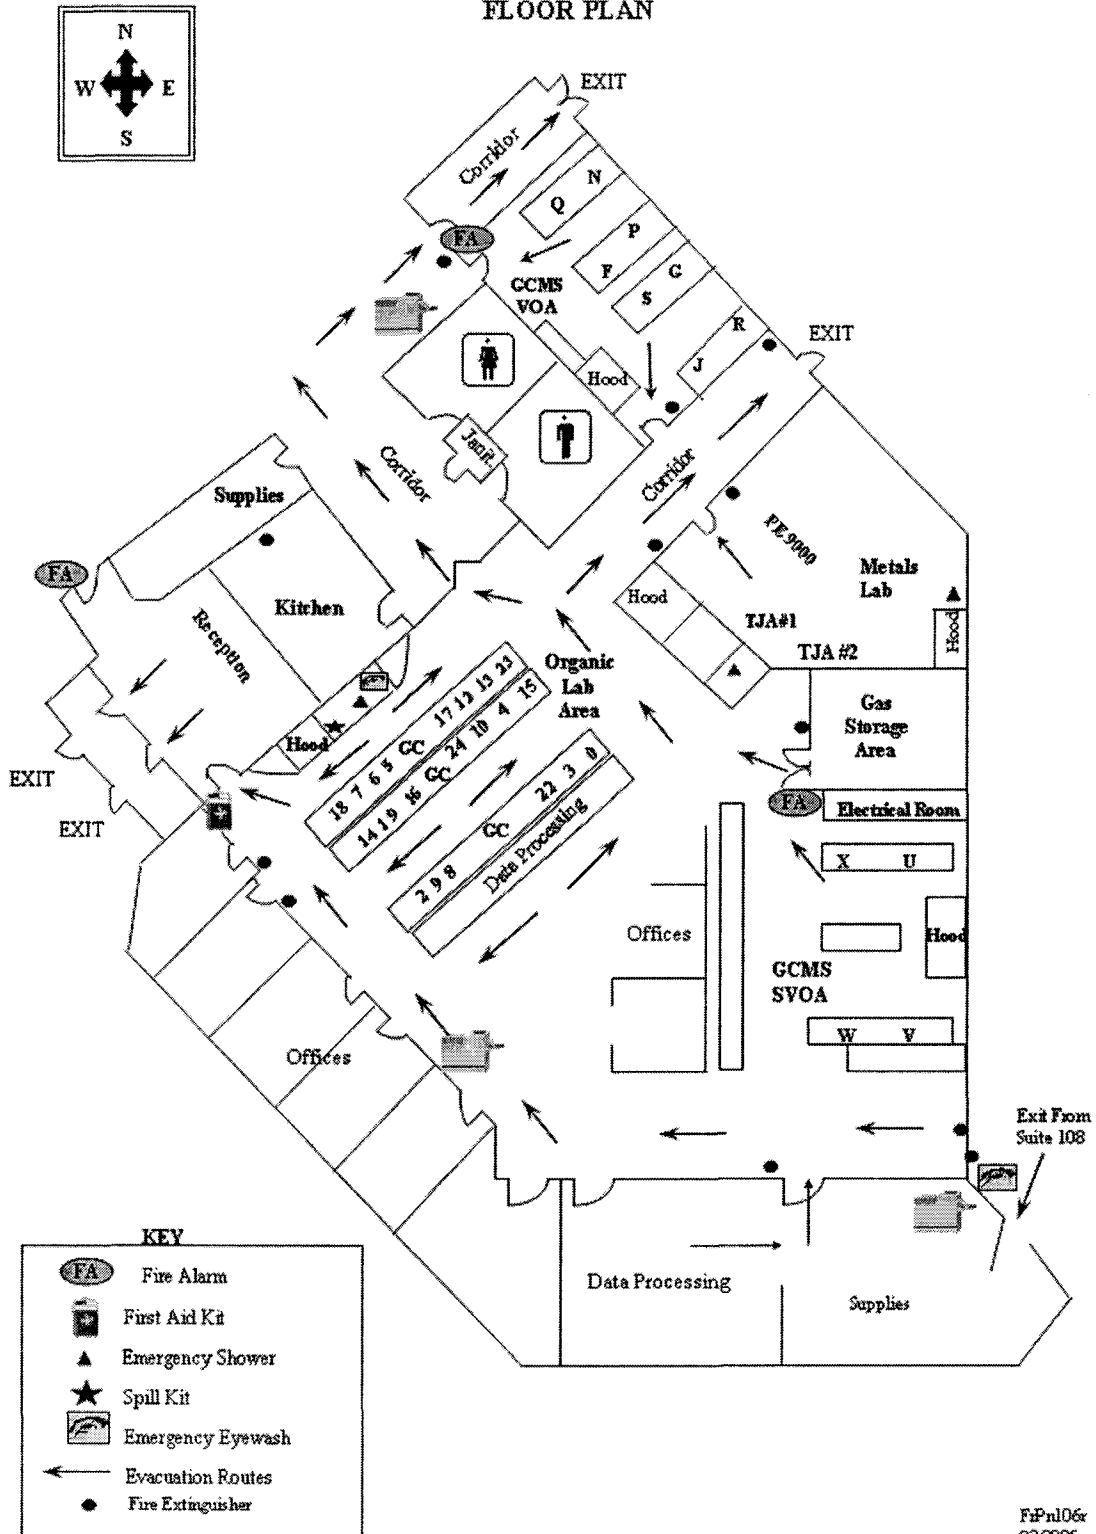 FLOOR PLAN
N
W E
S
EXIT
Corridor
N
Q
FA
P
F
GCMS
VOA
G
S
R
EXIT
J
Hood
Janit.
Corridor
Corridor
Supplies
PE 9000
FA
Metals
Lab
Kitchen
Hood
Hood
Reception
TJA#1
TJA #2
Organic
Lab
Area
17 12 13 23
GC
18 7 6 5
24 10 4 15
GC
14 19 16
Gas
Storage
Area
Hood
EXIT
EXIT
22 3 0
GC
2 9 8
Data Processing
FA
Electrical Room
X U
Offices
Hood
GCMS
SVOA
W V
Offices
Exit From
Suite 108
Data Processing
Supplies
KEY
FA Fire Alarm
First Aid Kit
Emergency Shower
Spill Kit
Emergency Eyewash
Evacuation Routes
Fire Extinguisher
FlPnl06r